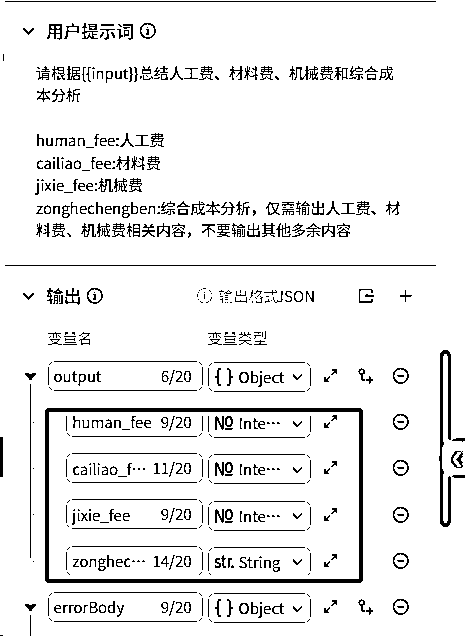 用户提示词
请根据{{input}}总结人工费、材料费、机械费和综合成
本分析
human_fee:人工费
cailiao_fee:材料费
jixie_fee:机械费
zonghechengben:综合成本分析，仅需输出人工费、材
料费、机械费相关内容，不要输出其他多余内容
输出 输出格式JSON
变量名 变量类型
output 6/20 { } Object
human_fee 9/20 № Inte···
cailiao_f··· 11/20 № Inte···
jixie_fee 9/20 № Inte···
zonghec··· 14/20 str. String
errorBody 9/20 { } Object